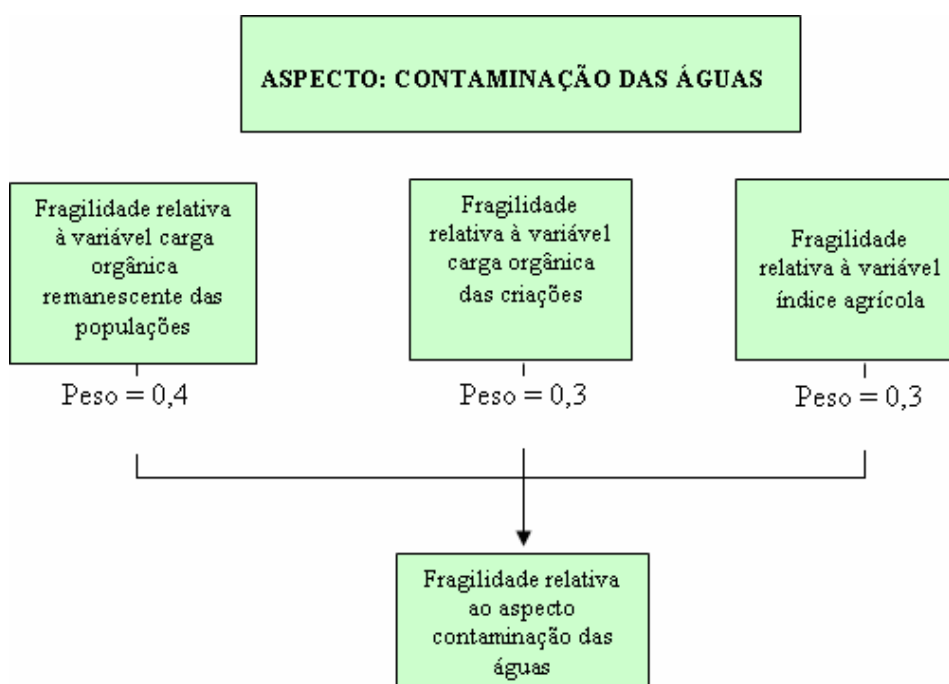 ASPECTO: CONTAMINAÇÃO DAS ÁGUAS
Fragilidade relativa
à variável carga
orgânica
remanescente das
populações
Peso = 0,4
Fragilidade
relativa à variável
carga orgânica
das criações
Peso = 0,3
Fragilidade
relativa à variável
índice agrícola
Peso = 0,3
Fragilidade relativa
ao aspecto
contaminação das
águas